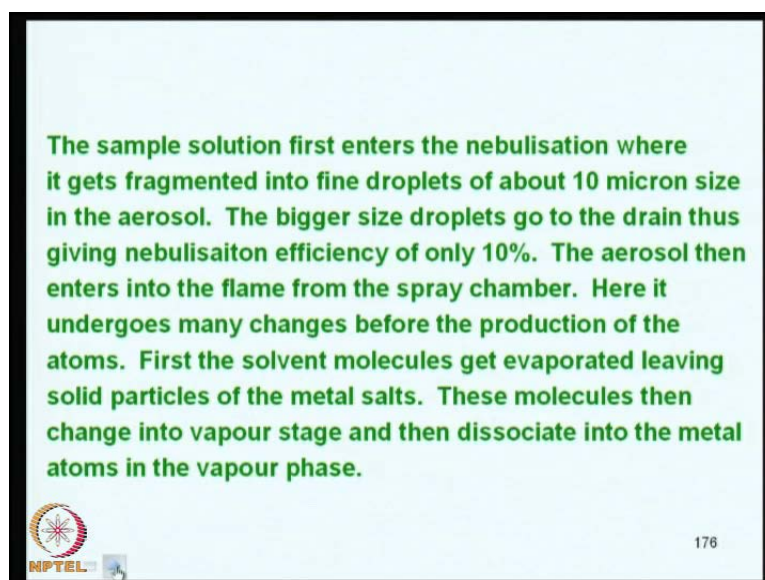 The sample solution first enters the nebulisation where
it gets fragmented into fine droplets of about 10 micron size
in the aerosol. The bigger size droplets go to the drain thus
giving nebulisaiton efficiency of only 10%. The aerosol then
enters into the flame from the spray chamber. Here it
undergoes many changes before the production of the
atoms. First the solvent molecules get evaporated leaving
solid particles of the metal salts. These molecules then
change into vapour stage and then dissociate into the metal
atoms in the vapour phase.
176
NPTEL